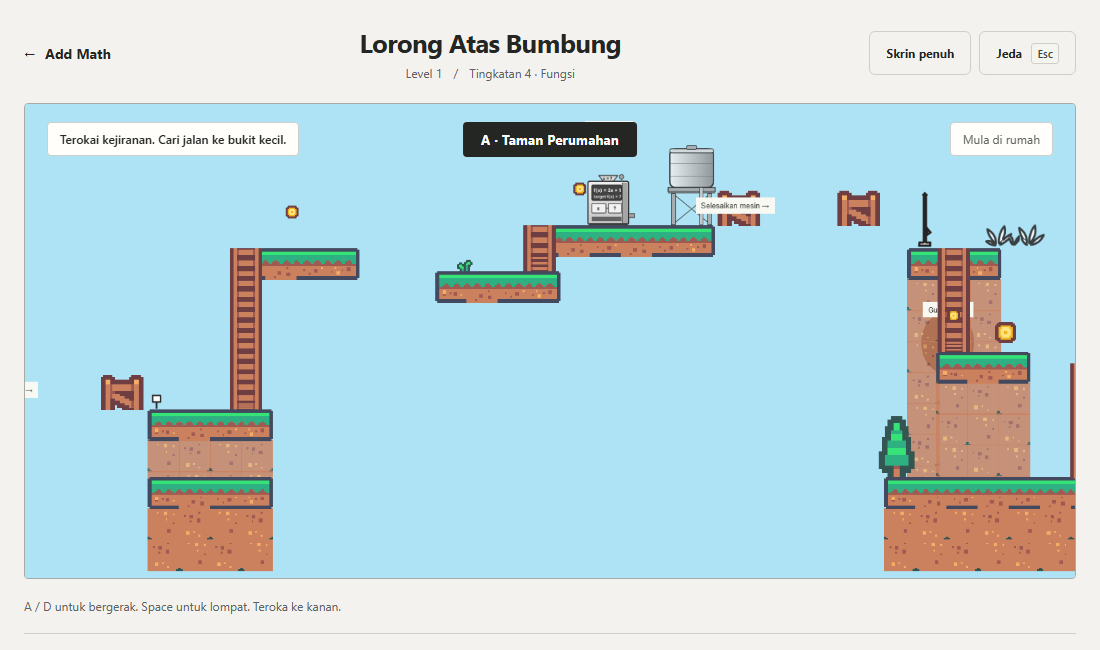 ← Add Math
Lorong Atas Bumbung
Level 1 / Tingkatan 4 · Fungsi
Skrin penuh
Jeda Esc
Terokai kejiranan. Cari jalan ke bukit kecil.
A · Taman Perumahan
Mula di rumah
Selesaikan mesin →
→
A / D untuk bergerak. Space untuk lompat. Teroka ke kanan.